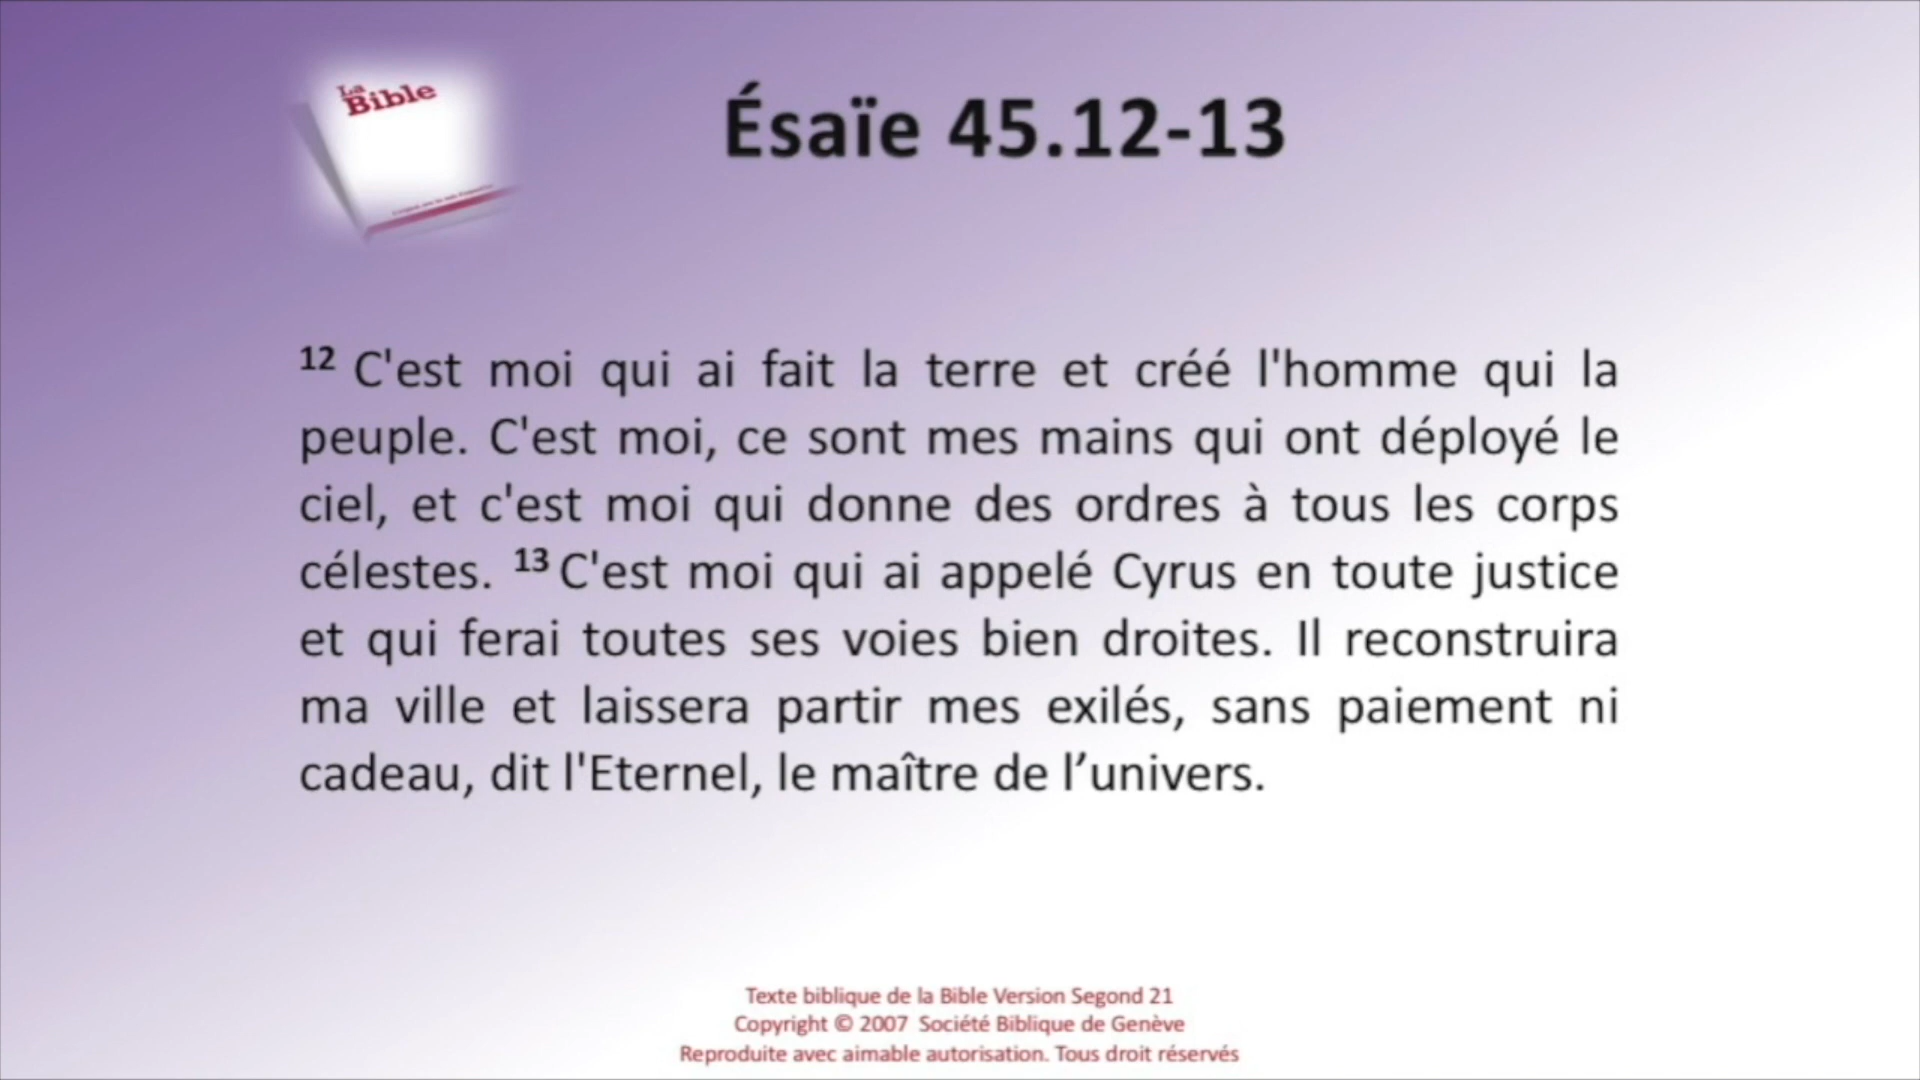 La
Bible
Ésaïe 45.12-13
12 C'est moi qui ai fait la terre et créé l'homme qui la
peuple. C'est moi, ce sont mes mains qui ont déployé le
ciel, et c'est moi qui donne des ordres à tous les corps
célestes. 13 C'est moi qui ai appelé Cyrus en toute justice
et qui ferai toutes ses voies bien droites. Il reconstruira
ma ville et laissera partir mes exilés, sans paiement ni
cadeau, dit l'Eternel, le maître de l’univers.
Texte biblique de la Bible Version Segond 21
Copyright © 2007 Société Biblique de Genève
Reproduite avec aimable autorisation. Tous droit réservés